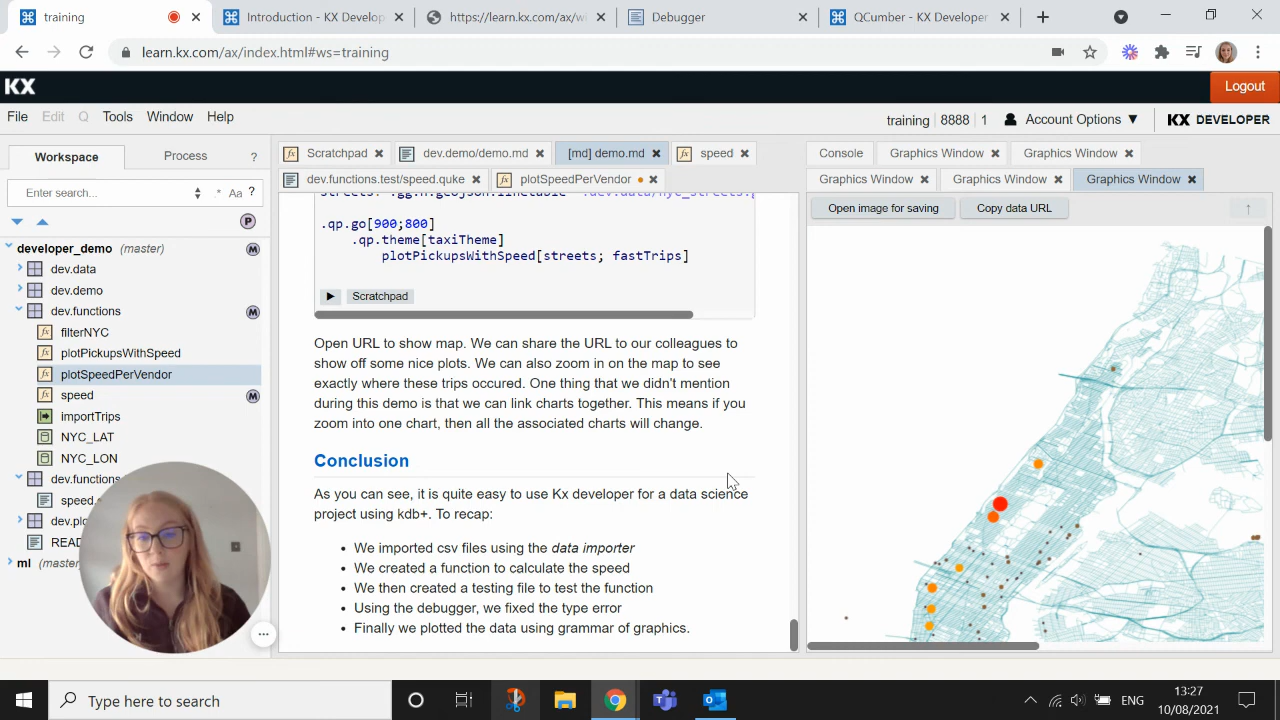 training
Introduction - KX Develop
https://learn.kx.com/ax/wi
Debugger
QCumber - KX Developer
learn.kx.com/ax/index.html#ws=training
KX
Logout
File Edit Q Tools Window Help
training 8888 1 Account Options ▼ KX DEVELOPER
Workspace Process ?
Scratchpad
dev.demo/demo.md
[md] demo.md
speed
dev.functions.test/speed.quke
plotSpeedPerVendor
Console Graphics Window Graphics Window
Graphics Window Graphics Window Graphics Window
Enter search... .* Aa ?
P
developer_demo (master) M
dev.data
dev.demo
dev.functions M
filterNYC
plotPickupsWithSpeed
plotSpeedPerVendor
speed M
importTrips
NYC_LAT
NYC_LON
dev.functions
speed.
dev.plo
READ
ml (master)
.qp.go[900;800]
.qp.theme[taxiTheme]
plotPickupsWithSpeed[streets; fastTrips]
Scratchpad
Open URL to show map. We can share the URL to our colleagues to
show off some nice plots. We can also zoom in on the map to see
exactly where these trips occured. One thing that we didn't mention
during this demo is that we can link charts together. This means if you
zoom into one chart, then all the associated charts will change.
Conclusion
As you can see, it is quite easy to use Kx developer for a data science
project using kdb+. To recap:
• We imported csv files using the data importer
• We created a function to calculate the speed
• We then created a testing file to test the function
• Using the debugger, we fixed the type error
• Finally we plotted the data using grammar of graphics.
Open image for saving Copy data URL
Type here to search
ENG
13:27
10/08/2021